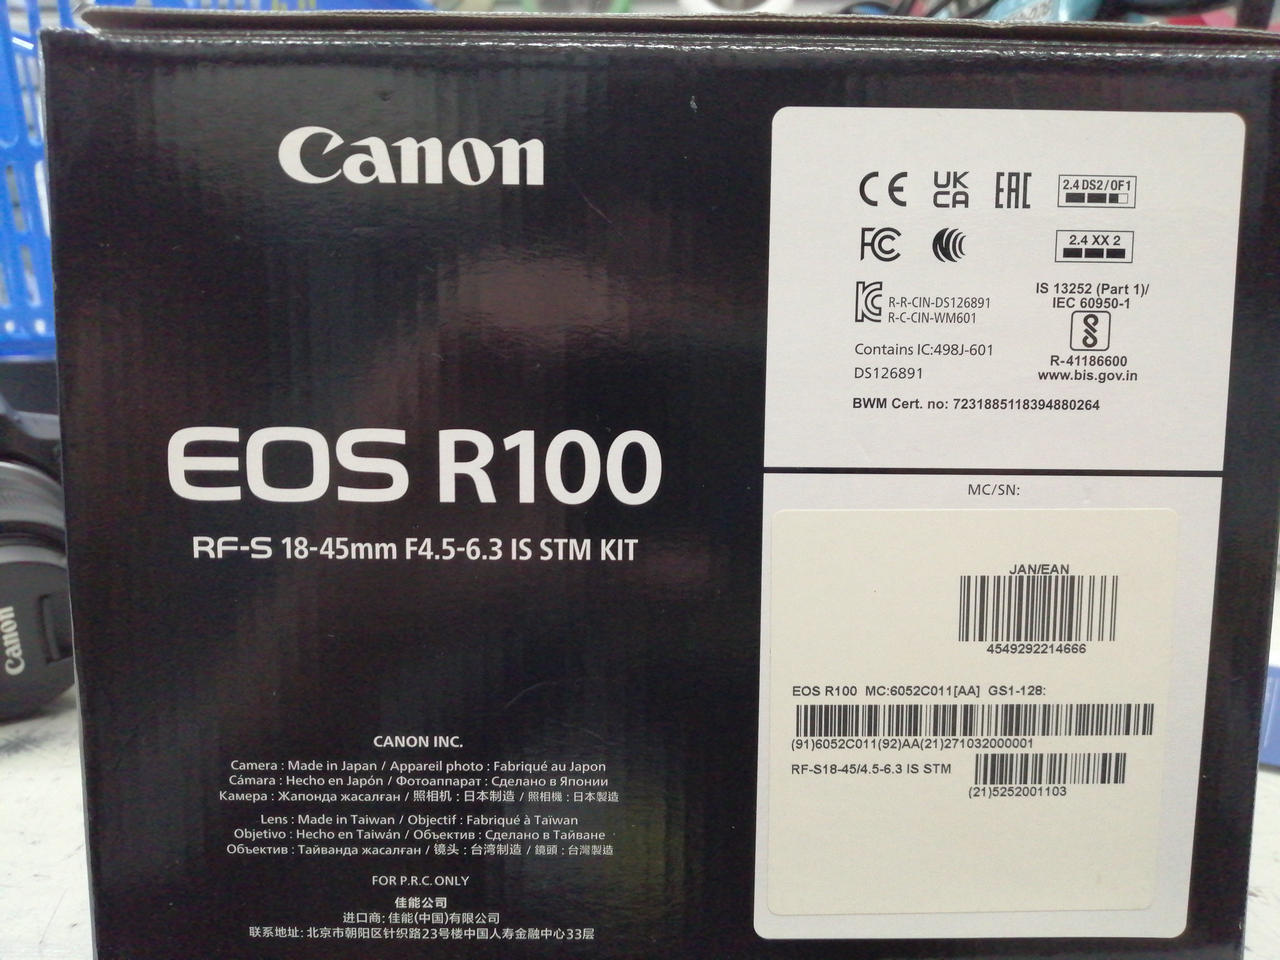 Canon
EOS R100
RF-S 18-45mm F4.5-6.3 IS STM KIT
CANON INC.
Camera : Made in Japan / Appareil photo : Fabriqué au Japon
Cámara : Hecho en Japón / Фотоаппарат : Сделано в Японии
Камера : Жапонда жасалған / 照相机 : 日本制造 / 照相機 : 日本製造
Lens : Made in Taiwan / Objectif : Fabriqué à Taïwan
Objetivo : Hecho en Taiwán / Объектив : Сделано в Тайване
Объектив : Тайванда жасалған / 镜头 : 台湾制造 / 鏡頭 : 台灣製造
FOR P.R.C. ONLY
佳能公司
进口商: 佳能(中国)有限公司
联系地址: 北京市朝阳区针织路23号楼中国人寿金融中心33层
CE UK CA EAC 2.4 DS2/OF1
FC 2.4 XX 2
R-R-CIN-DS126891
R-C-CIN-WM601
IS 13252 (Part 1)/
IEC 60950-1
Contains IC:498J-601
DS126891
R-41186600
www.bis.gov.in
BWM Cert. no: 7231885118394880264
MC/SN:
JAN/EAN
4549292214666
EOS R100 MC:6052C011[AA] GS1-128:
(91)6052C011(92)AA(21)271032000001
RF-S18-45/4.5-6.3 IS STM
(21)5252001103
Canon